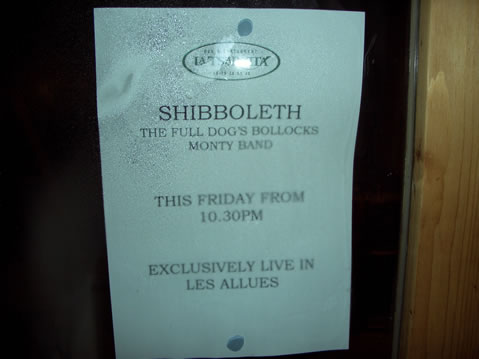 SHIBBOLETH
THE FULL DOG'S BOLLOCKS
MONTY BAND
THIS FRIDAY FROM
10.30PM
EXCLUSIVELY LIVE IN
LES ALLUES